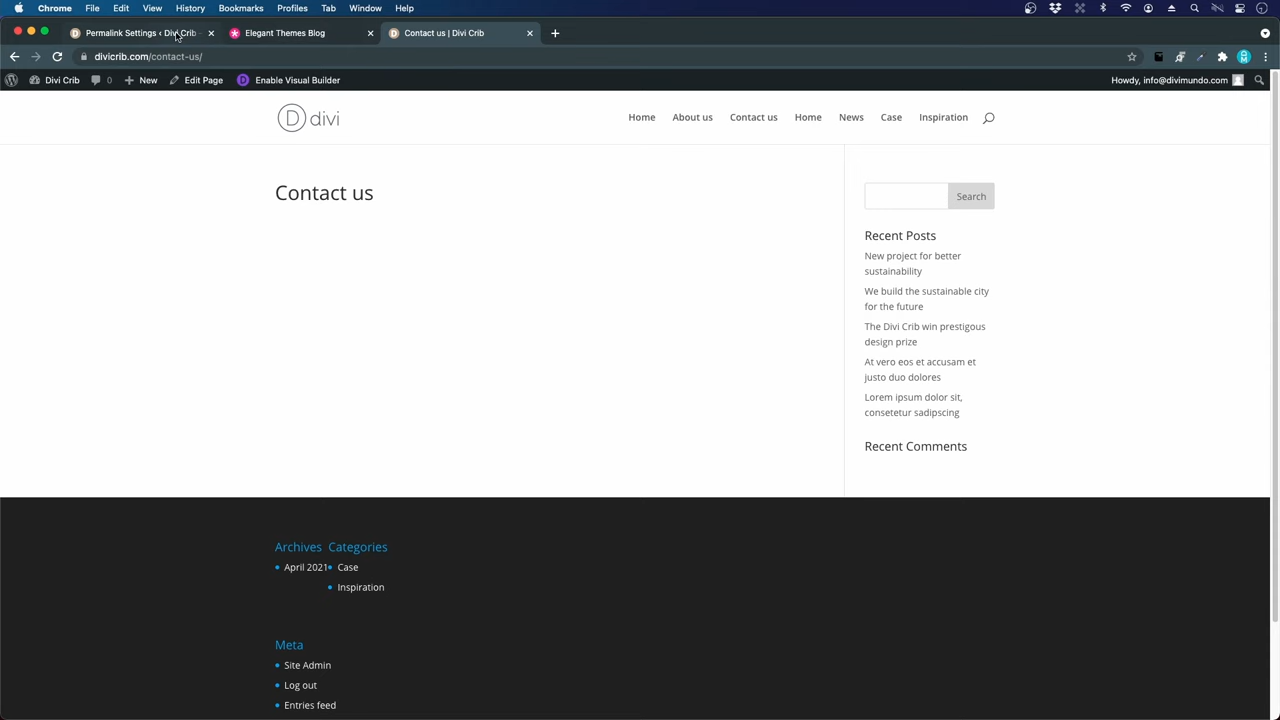 Chrome File Edit View History Bookmarks Profiles Tab Window Help
Permalink Settings ‹ Divi Crib
Elegant Themes Blog
Contact us | Divi Crib
divicrib.com/contact-us/
Divi Crib 0 New Edit Page D Enable Visual Builder Howdy, info@divimundo.com
D divi
Home About us Contact us Home News Case Inspiration
Contact us
Search
Recent Posts
New project for better
sustainability
We build the sustainable city
for the future
The Divi Crib win prestigous
design prize
At vero eos et accusam et
justo duo dolores
Lorem ipsum dolor sit,
consetetur sadipscing
Recent Comments
Archives
April 2021
Categories
Case
Inspiration
Meta
Site Admin
Log out
Entries feed